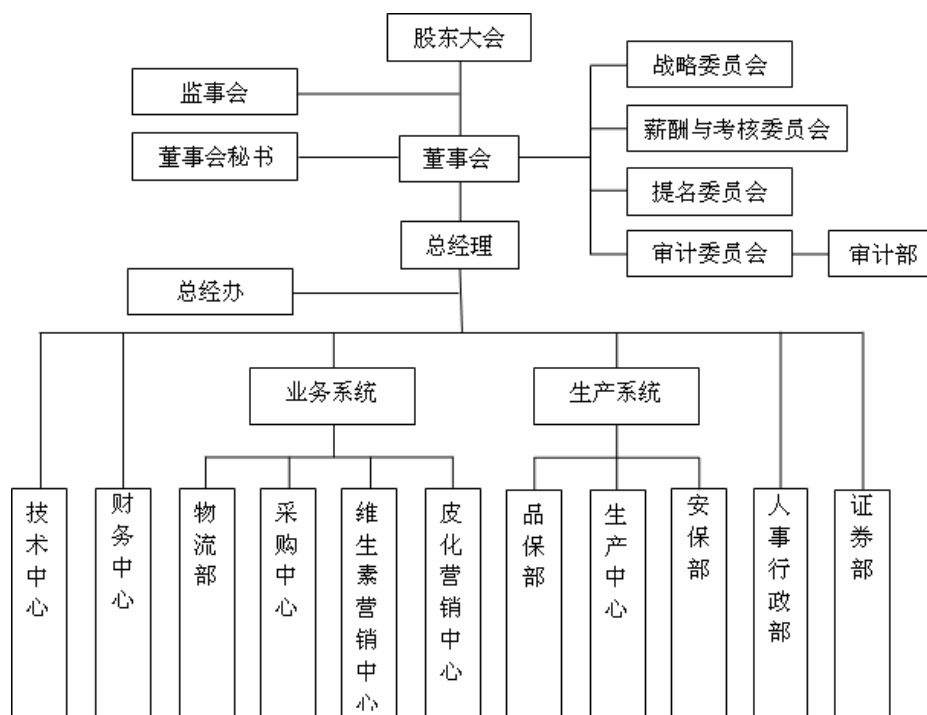 股东大会
战略委员会
监事会
薪酬与考核委员会
董事会秘书
董事会
提名委员会
总经理
审计委员会
审计部
总经办
业务系统
生产系统
技术中心
财务中心
物流部
采购中心
维生素营销中心
皮化营销中心
品保部
生产中心
安保部
人事行政部
证券部